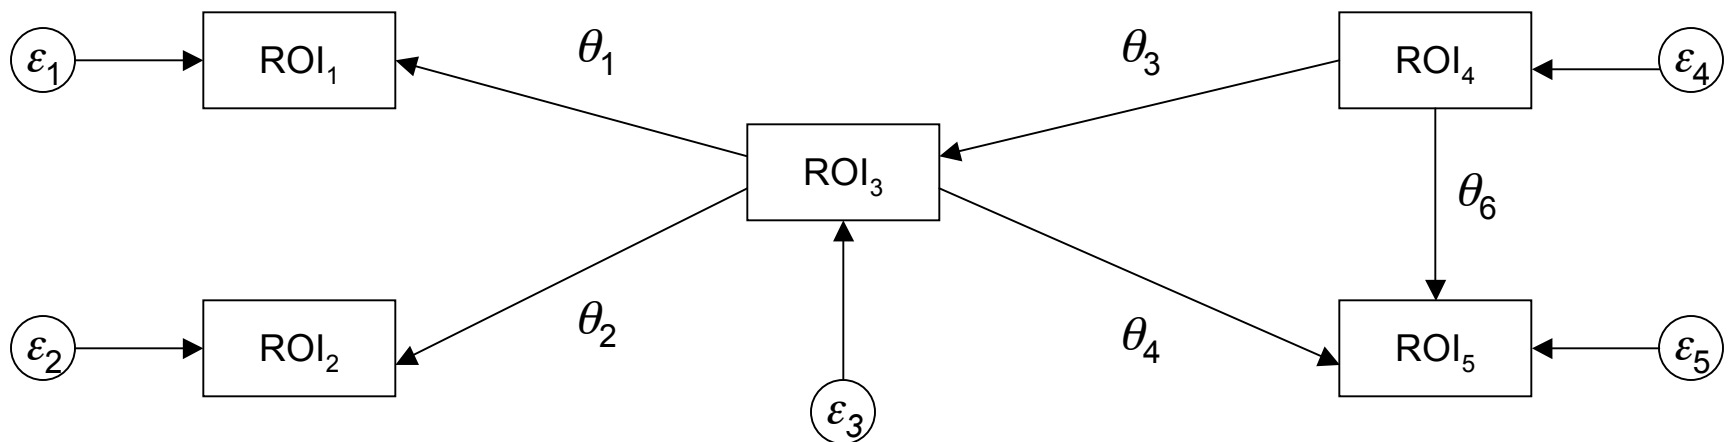 ε₁
ROI₁
θ₁
θ₃
ROI₄
ε₄
ROI₃
θ₆
ε₂
ROI₂
θ₂
θ₄
ROI₅
ε₅
ε₃